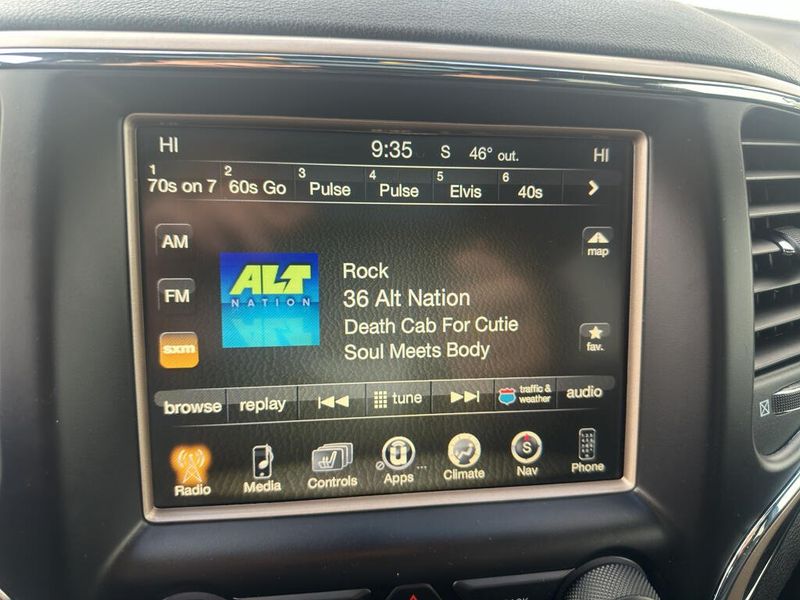 HI 9:35 S 46° out. HI
1 70s on 7 2 60s Go 3 Pulse 4 Pulse 5 Elvis 6 40s
AM
map
ALT
NATION
Rock
FM
36 Alt Nation
Death Cab For Cutie
sxm
fav.
Soul Meets Body
browse replay tune traffic & weather audio
Radio Media Controls Apps Climate S Nav Phone